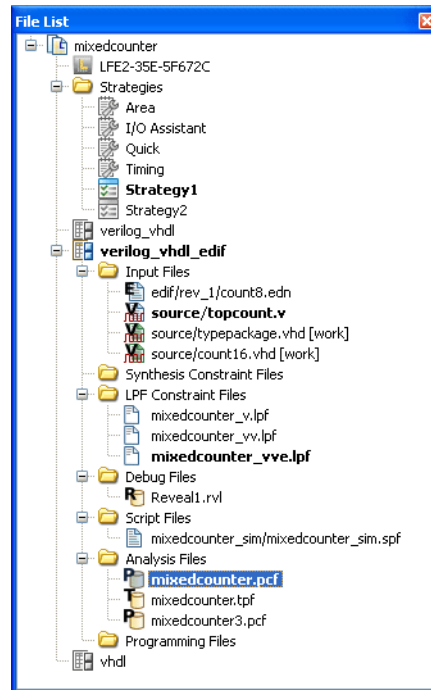 File List
mixedcounter
LFE2-35E-5F672C
Strategies
Area
I/O Assistant
Quick
Timing
Strategy1
Strategy2
verilog_vhdl
verilog_vhdl_edif
Input Files
edif/rev_1/count8.edn
source/topcount.v
source/typepackage.vhd [work]
source/count16.vhd [work]
Synthesis Constraint Files
LPF Constraint Files
mixedcounter_v.lpf
mixedcounter_vv.lpf
mixedcounter_vve.lpf
Debug Files
Reveal1.rvl
Script Files
mixedcounter_sim/mixedcounter_sim.spf
Analysis Files
mixedcounter.pcf
mixedcounter.tpf
mixedcounter3.pcf
Programming Files
vhdl